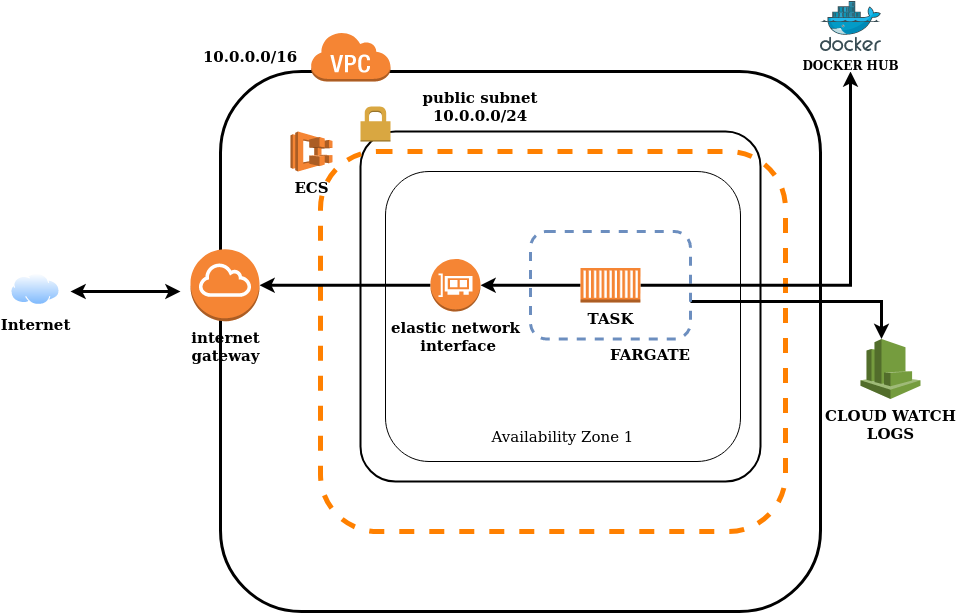 docker
DOCKER HUB
10.0.0.0/16
VPC
public subnet
10.0.0.0/24
ECS
Internet
internet
gateway
elastic network
interface
TASK
FARGATE
CLOUD WATCH
LOGS
Availability Zone 1